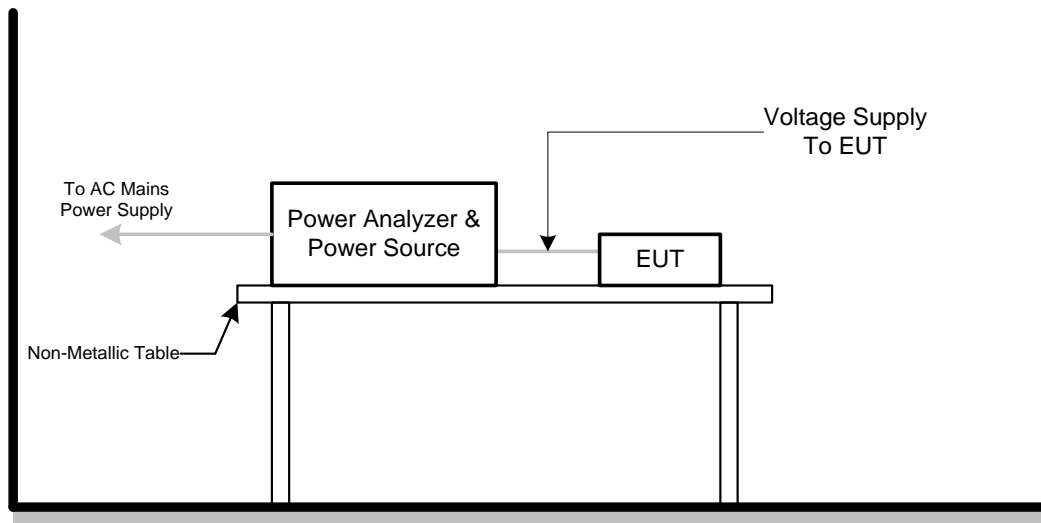 Voltage Supply
To EUT
To AC Mains
Power Supply
Power Analyzer &
Power Source
EUT
Non-Metallic Table